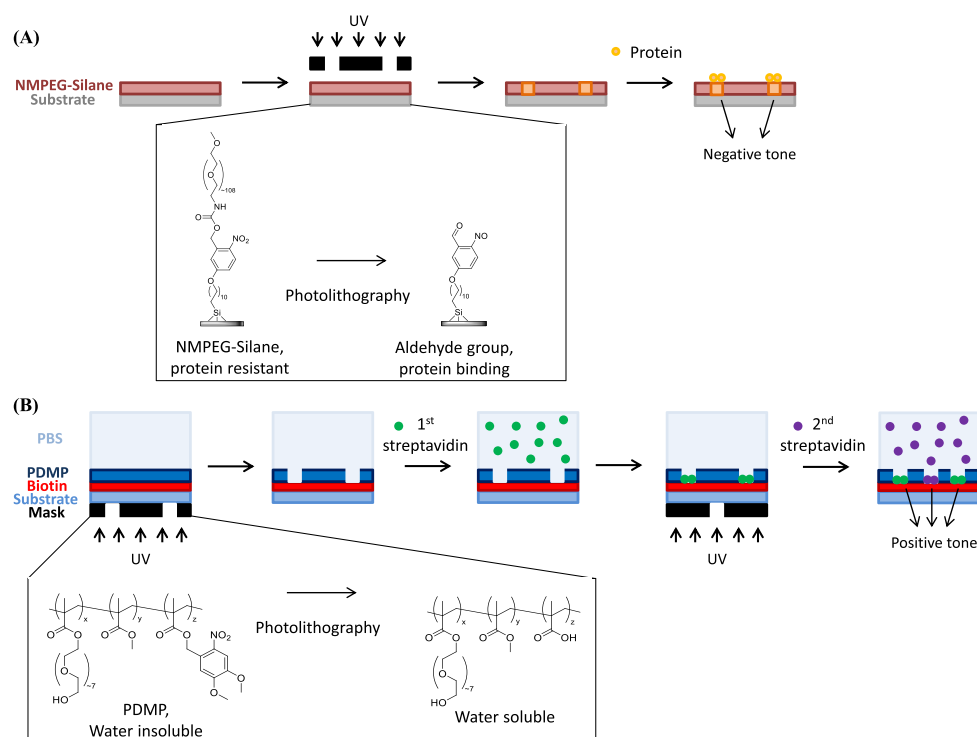 (A)
UV
Protein
NMPEG-Silane
Substrate
Negative tone
O
O
~108
NH
O
O
NO₂
O
10
Si
Photolithography
O
NO
O
10
Si
NMPEG-Silane,
protein resistant
Aldehyde group,
protein binding
(B)
PBS
PDMP
Biotin
Substrate
Mask
1st
streptavidin
2nd
streptavidin
UV
UV
Positive tone
x y z
O O O O O O
NO₂
O
~7
HO
O
O
PDMP,
Water insoluble
Photolithography
x y z
O O O O O OH
O
~7
HO
Water soluble